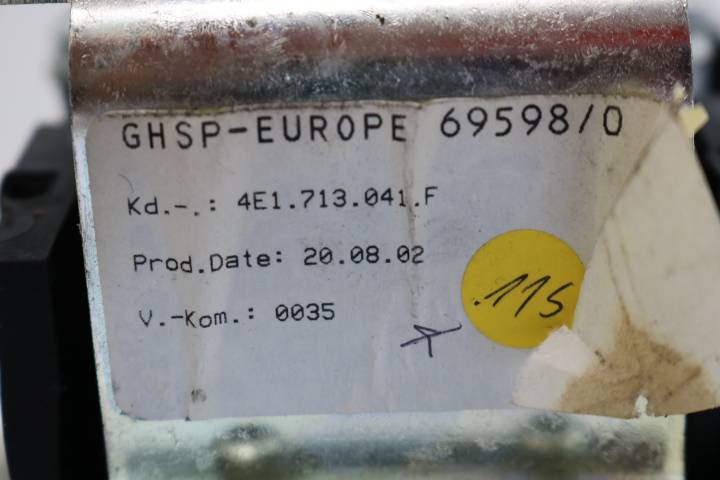 GHSP-EUROPE 69598/0
Kd.-.: 4E1.713.041.F
Prod.Date: 20.08.02
V.-Kom.: 0035
.115